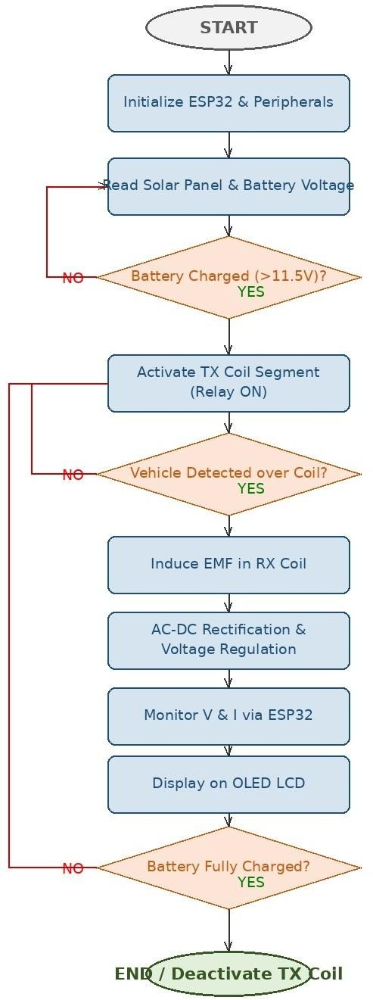 START
Initialize ESP32 & Peripherals
Read Solar Panel & Battery Voltage
Battery Charged (>11.5V)?
NO
YES
Activate TX Coil Segment
(Relay ON)
Vehicle Detected over Coil?
NO
YES
Induce EMF in RX Coil
AC-DC Rectification &
Voltage Regulation
Monitor V & I via ESP32
Display on OLED LCD
Battery Fully Charged?
NO
YES
END / Deactivate TX Coil